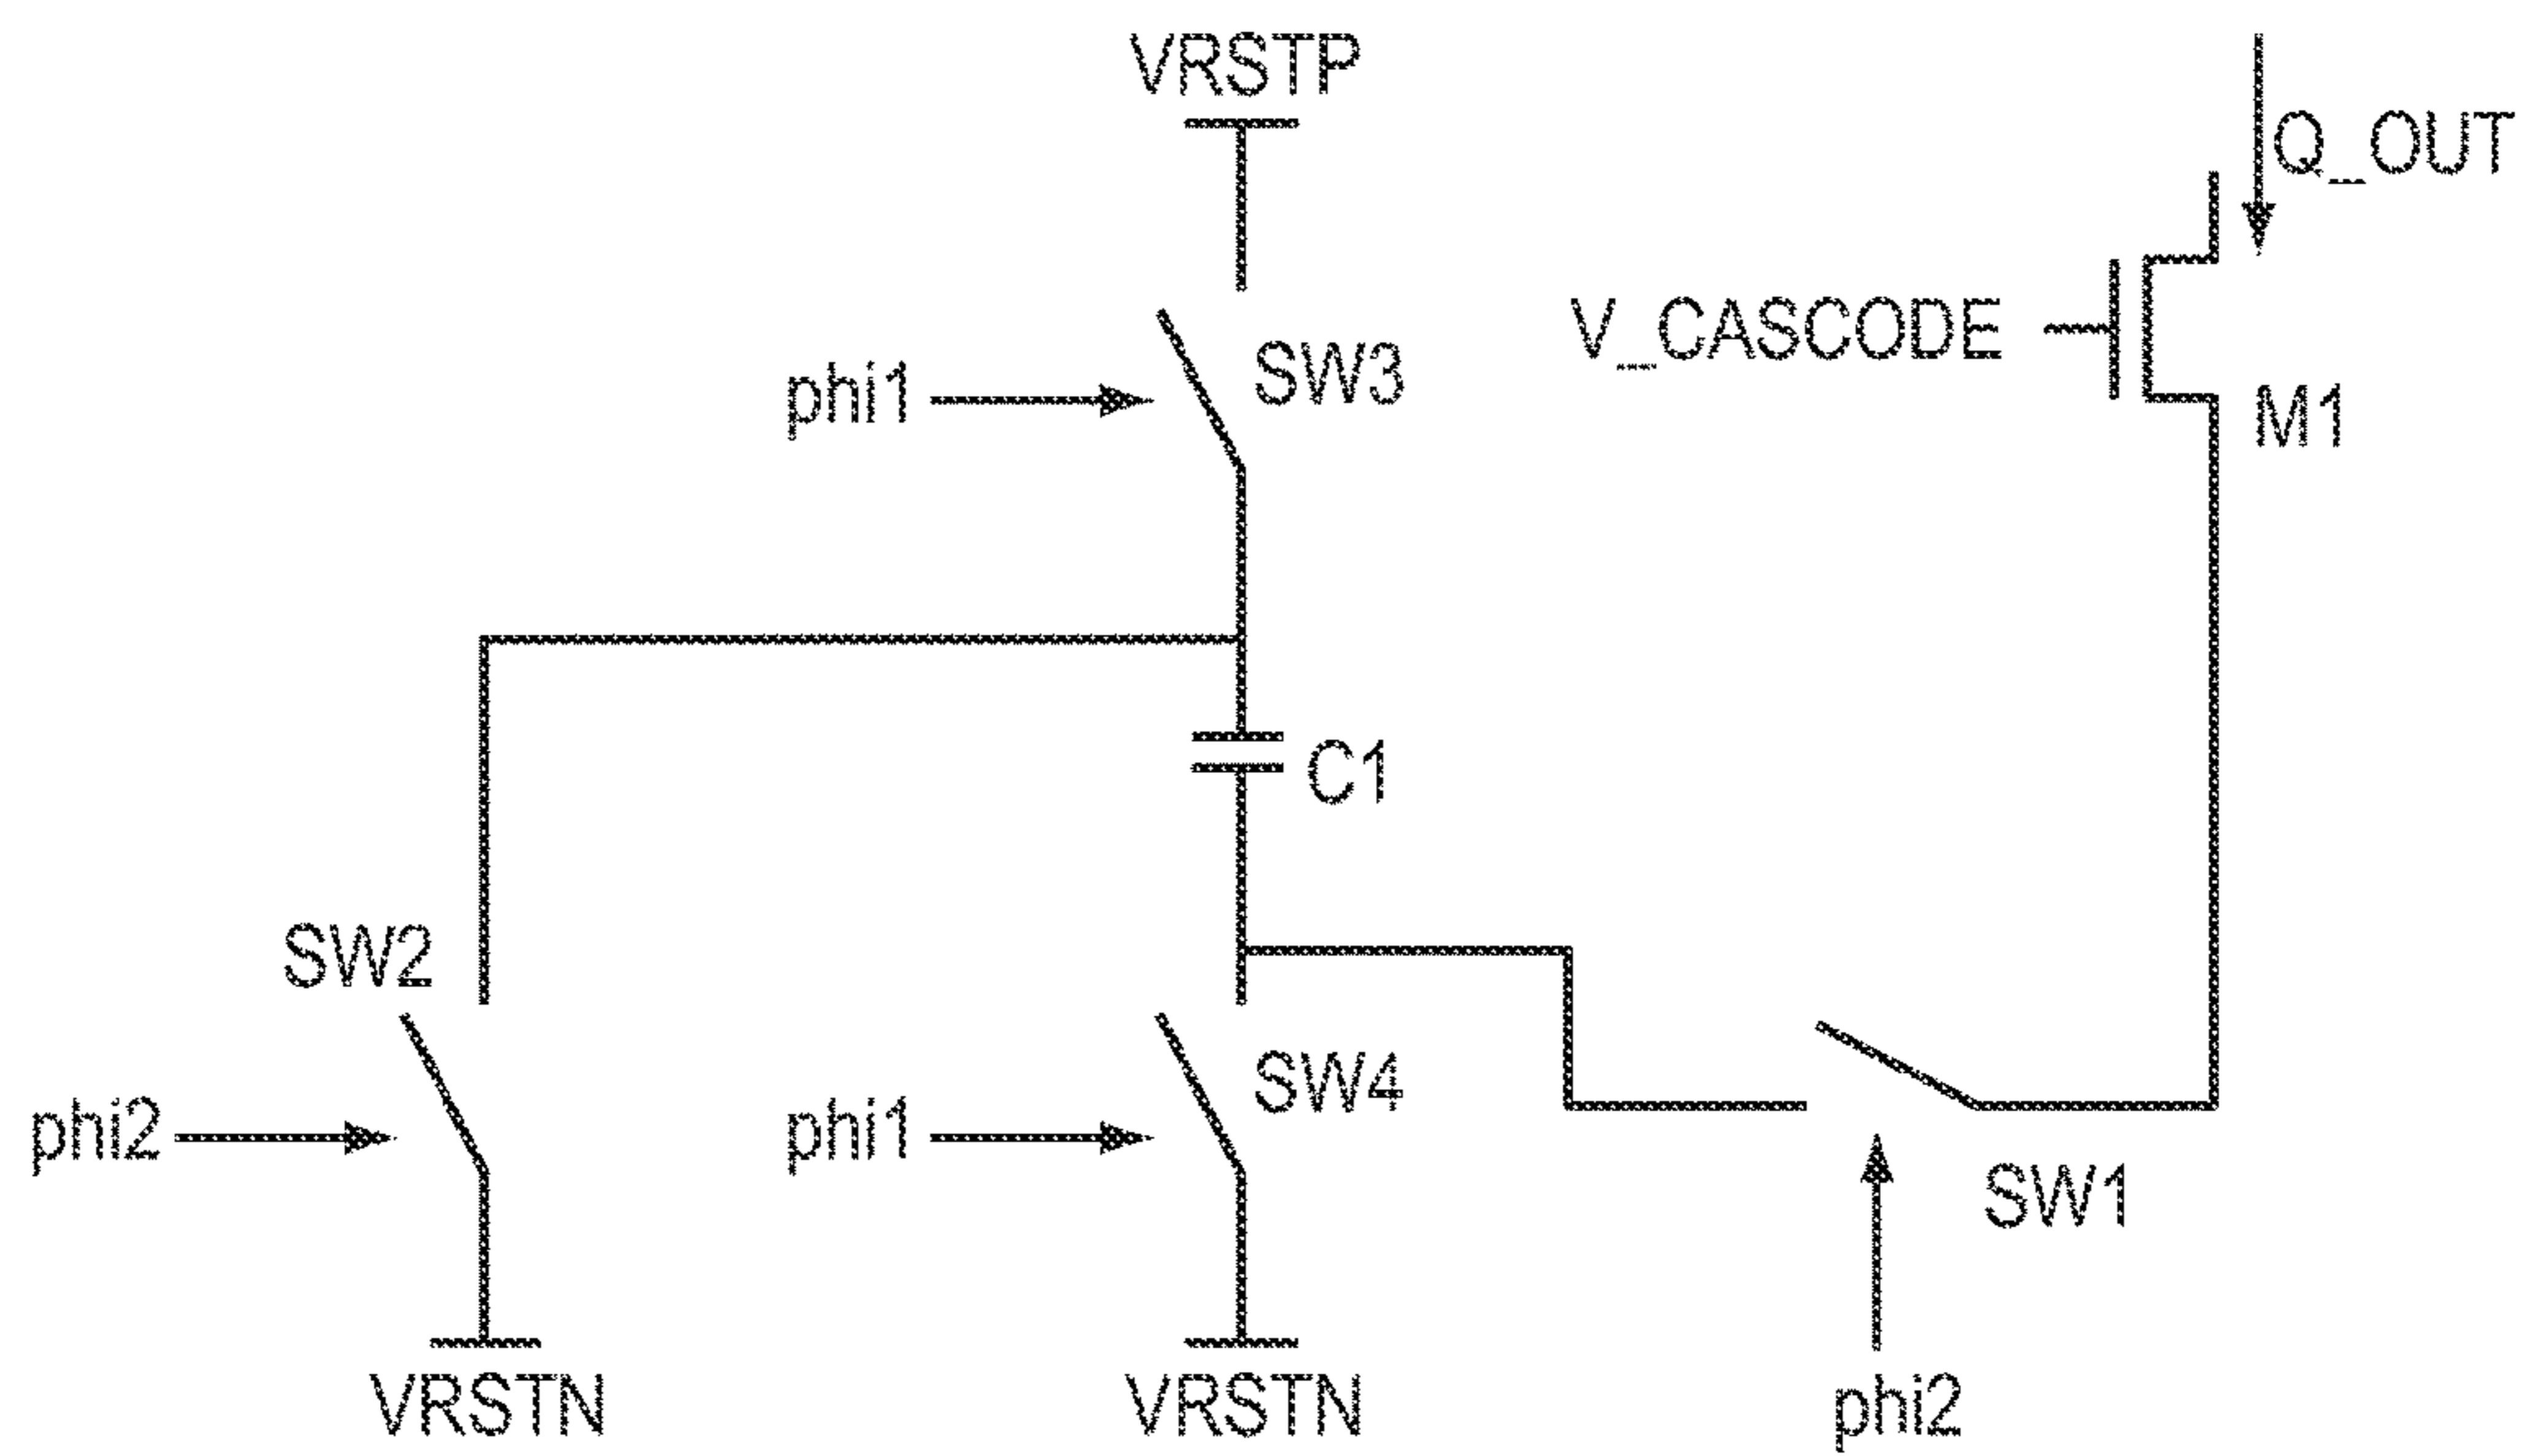 VRSTP
Q_OUT
V_CASCODE
SW3
phi1
M1
C1
SW2
SW4
phi2
phi1
SW1
VRSTN
VRSTN
phi2